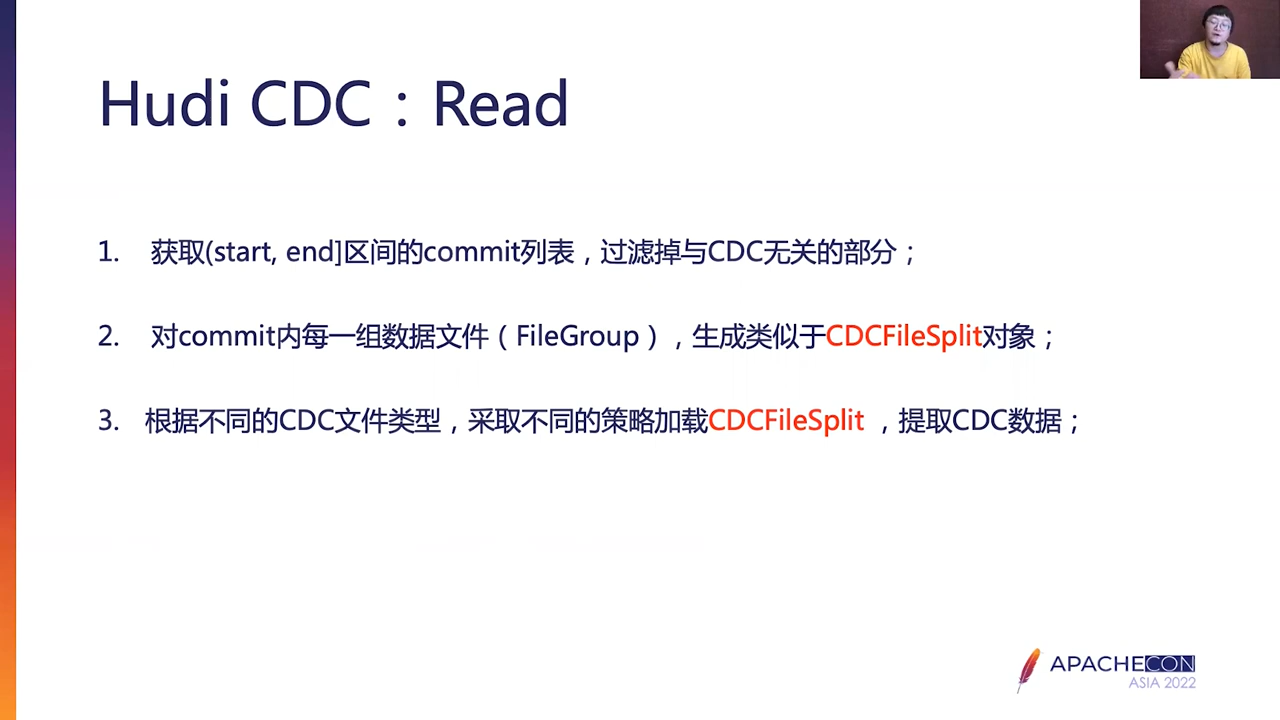 Hudi CDC：Read
1. 获取(start, end]区间的commit列表，过滤掉与CDC无关的部分；
2. 对commit内每一组数据文件（FileGroup），生成类似于CDCFileSplit对象；
3. 根据不同的CDC文件类型，采取不同的策略加载CDCFileSplit ，提取CDC数据；
APACHECON
ASIA 2022